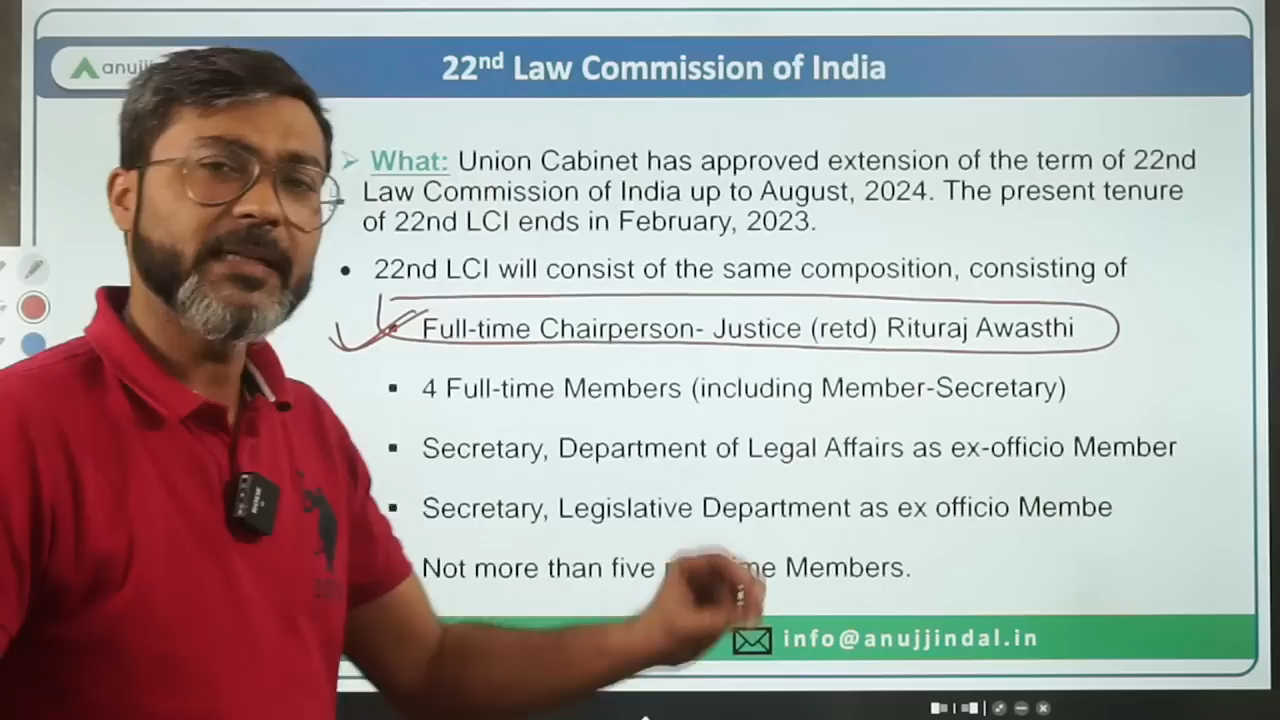 22nd Law Commission of India
What: Union Cabinet has approved extension of the term of 22nd
Law Commission of India up to August, 2024. The present tenure
of 22nd LCI ends in February, 2023.
• 22nd LCI will consist of the same composition, consisting of
Full-time Chairperson- Justice (retd) Rituraj Awasthi
▪ 4 Full-time Members (including Member-Secretary)
▪ Secretary, Department of Legal Affairs as ex-officio Member
▪ Secretary, Legislative Department as ex officio Membe
Not more than five Members.
info@anujjindal.in